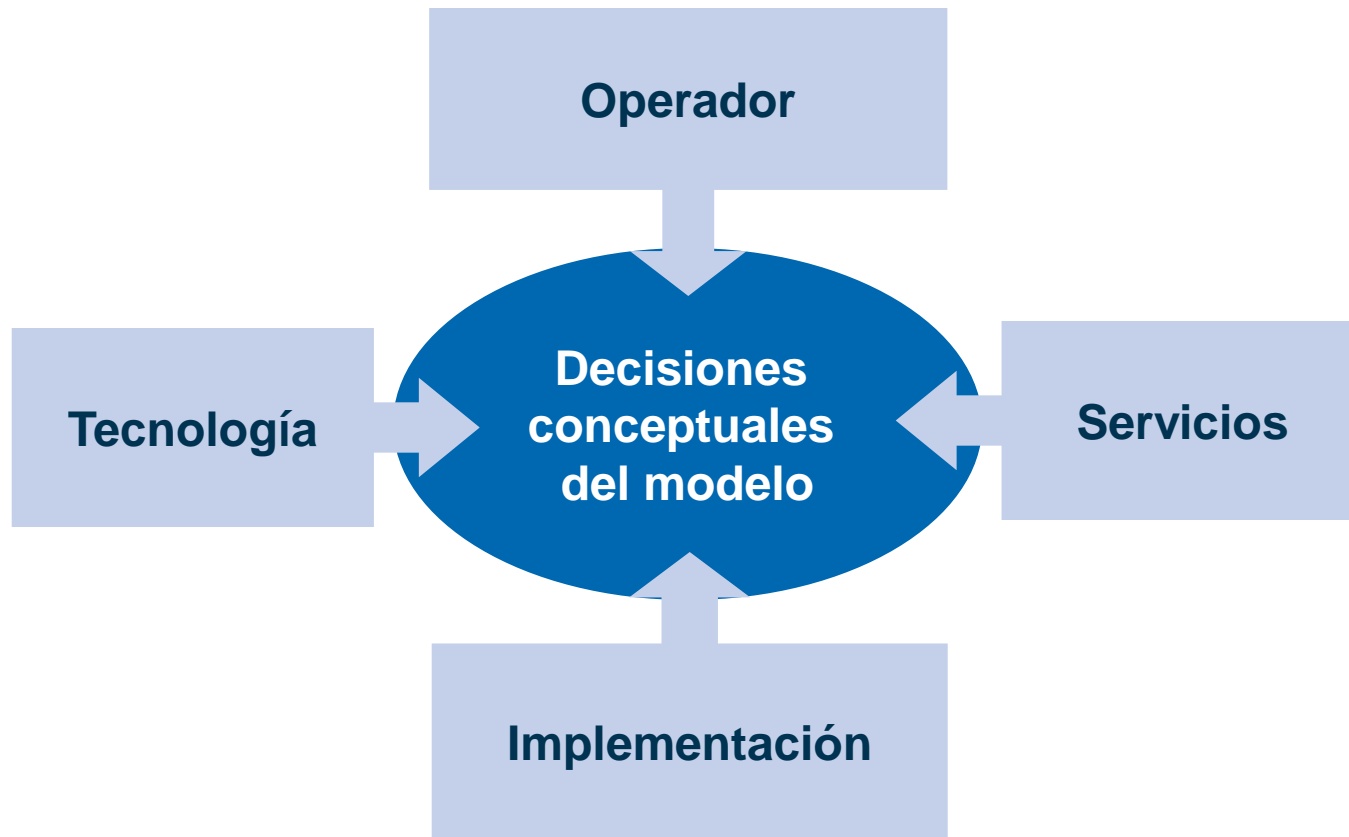 Operador
Tecnología
Decisiones
conceptuales
del modelo
Servicios
Implementación